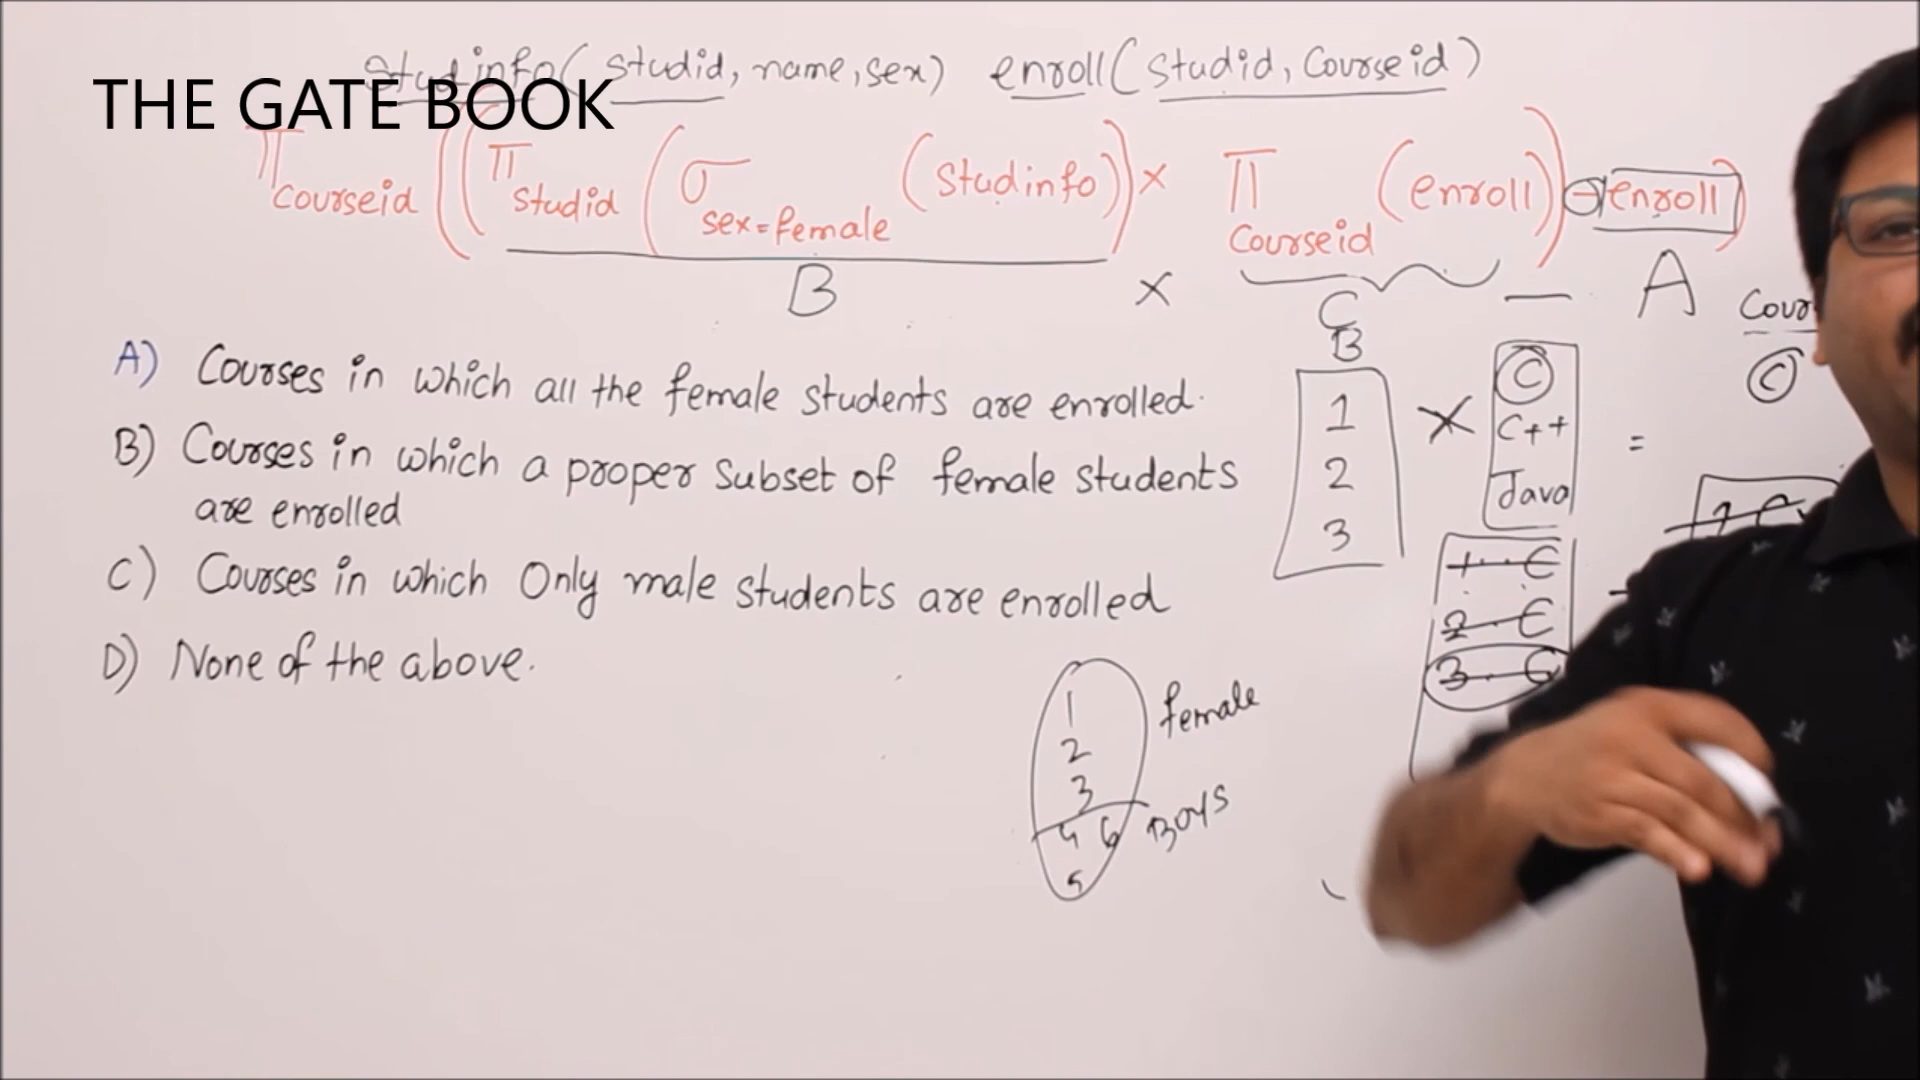 studinfo(studid, name, sex) enroll(studid, Courseid)
THE GATE BOOK
π courseid ((π studid (σ sex=female (studinfo)) × π courseid (enroll)) - enroll)
B × C — A
Cour
A) Courses in which all the female students are enrolled.
B) Courses in which a proper subset of female students
are enrolled
C) Courses in which Only male students are enrolled
D) None of the above.
B
1
2
3
×
C
C++
Java
=
C
1 C
2 C
3 C
1
2
3
female
4 6
5
Boys